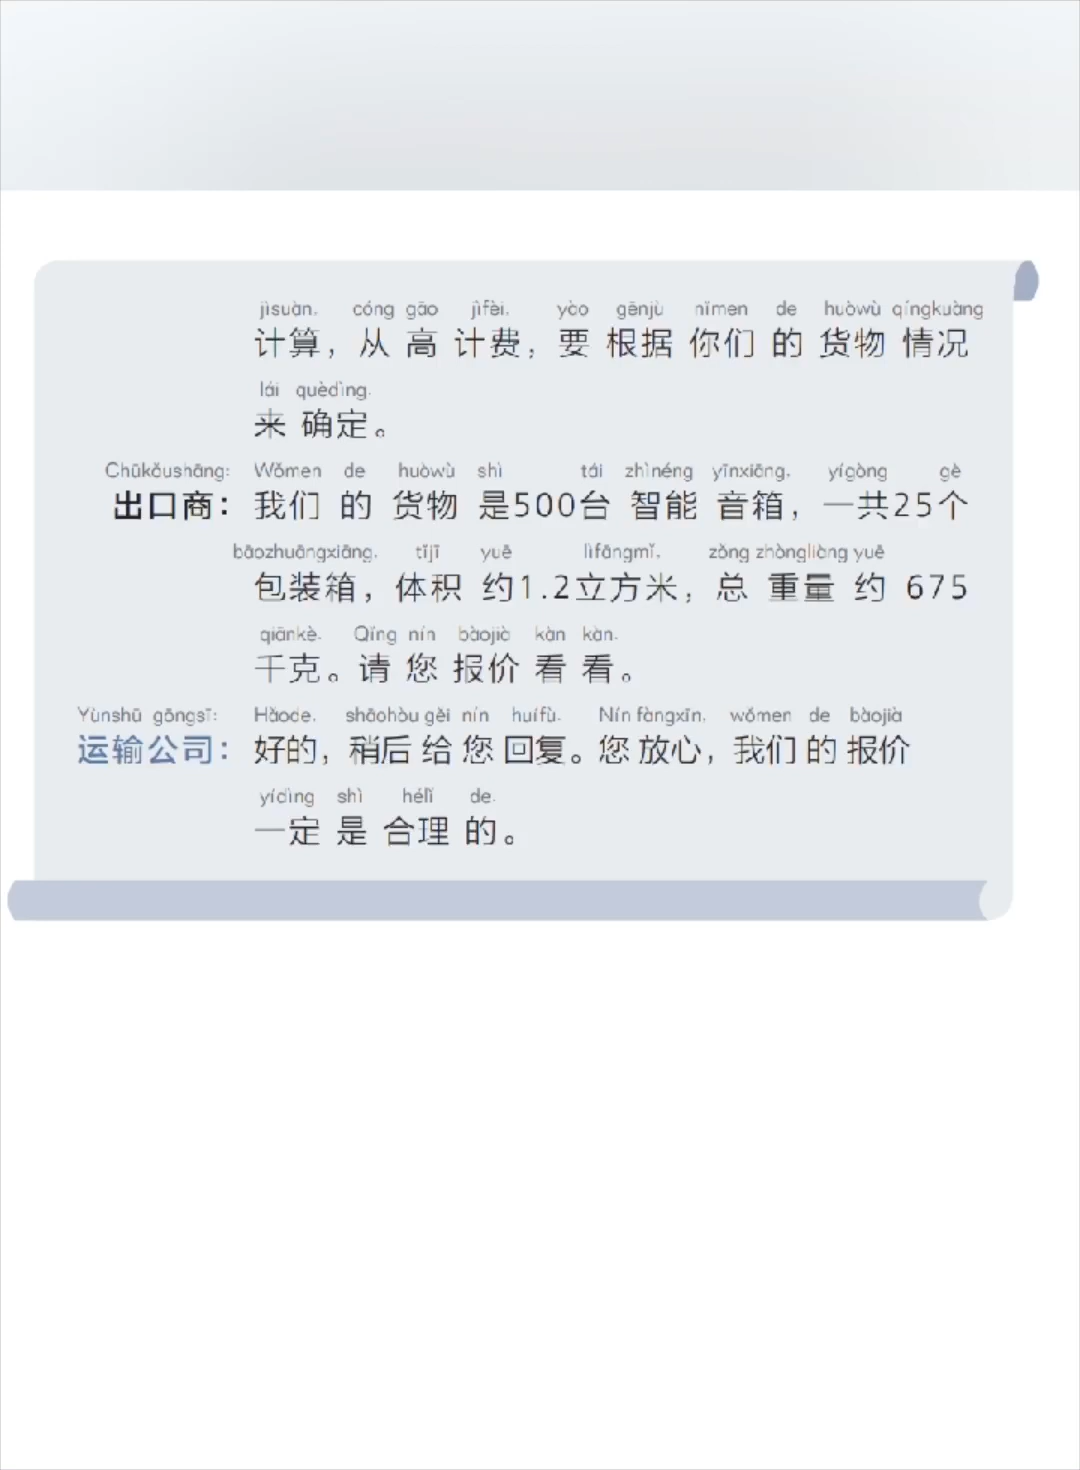 jìsuàn, cóng gāo jìfèi, yào gēnjù nǐmen de huòwù qíngkuàng
计算，从 高 计费，要 根据 你们 的 货物 情况
lái quèdìng.
来 确定。
Chūkǒushāng: Wǒmen de huòwù shì tái zhìnéng yīnxiāng, yígòng gè
出口商：我们 的 货物 是500台 智能 音箱，一共25个
bāozhuāngxiāng, tǐjī yuē lìfāngmǐ, zǒng zhòngliàng yuē
包装箱，体积 约1.2立方米，总 重量 约 675
qiānkè. Qǐng nín bàojià kàn kàn.
千克。请 您 报价 看 看。
Yùnshū gōngsī: Hǎode, shāohòu gěi nín huífù. Nín fàngxīn, wǒmen de bàojià
运输公司：好的，稍后 给 您 回复。您 放心，我们 的 报价
yídìng shì hélǐ de.
一定 是 合理 的。